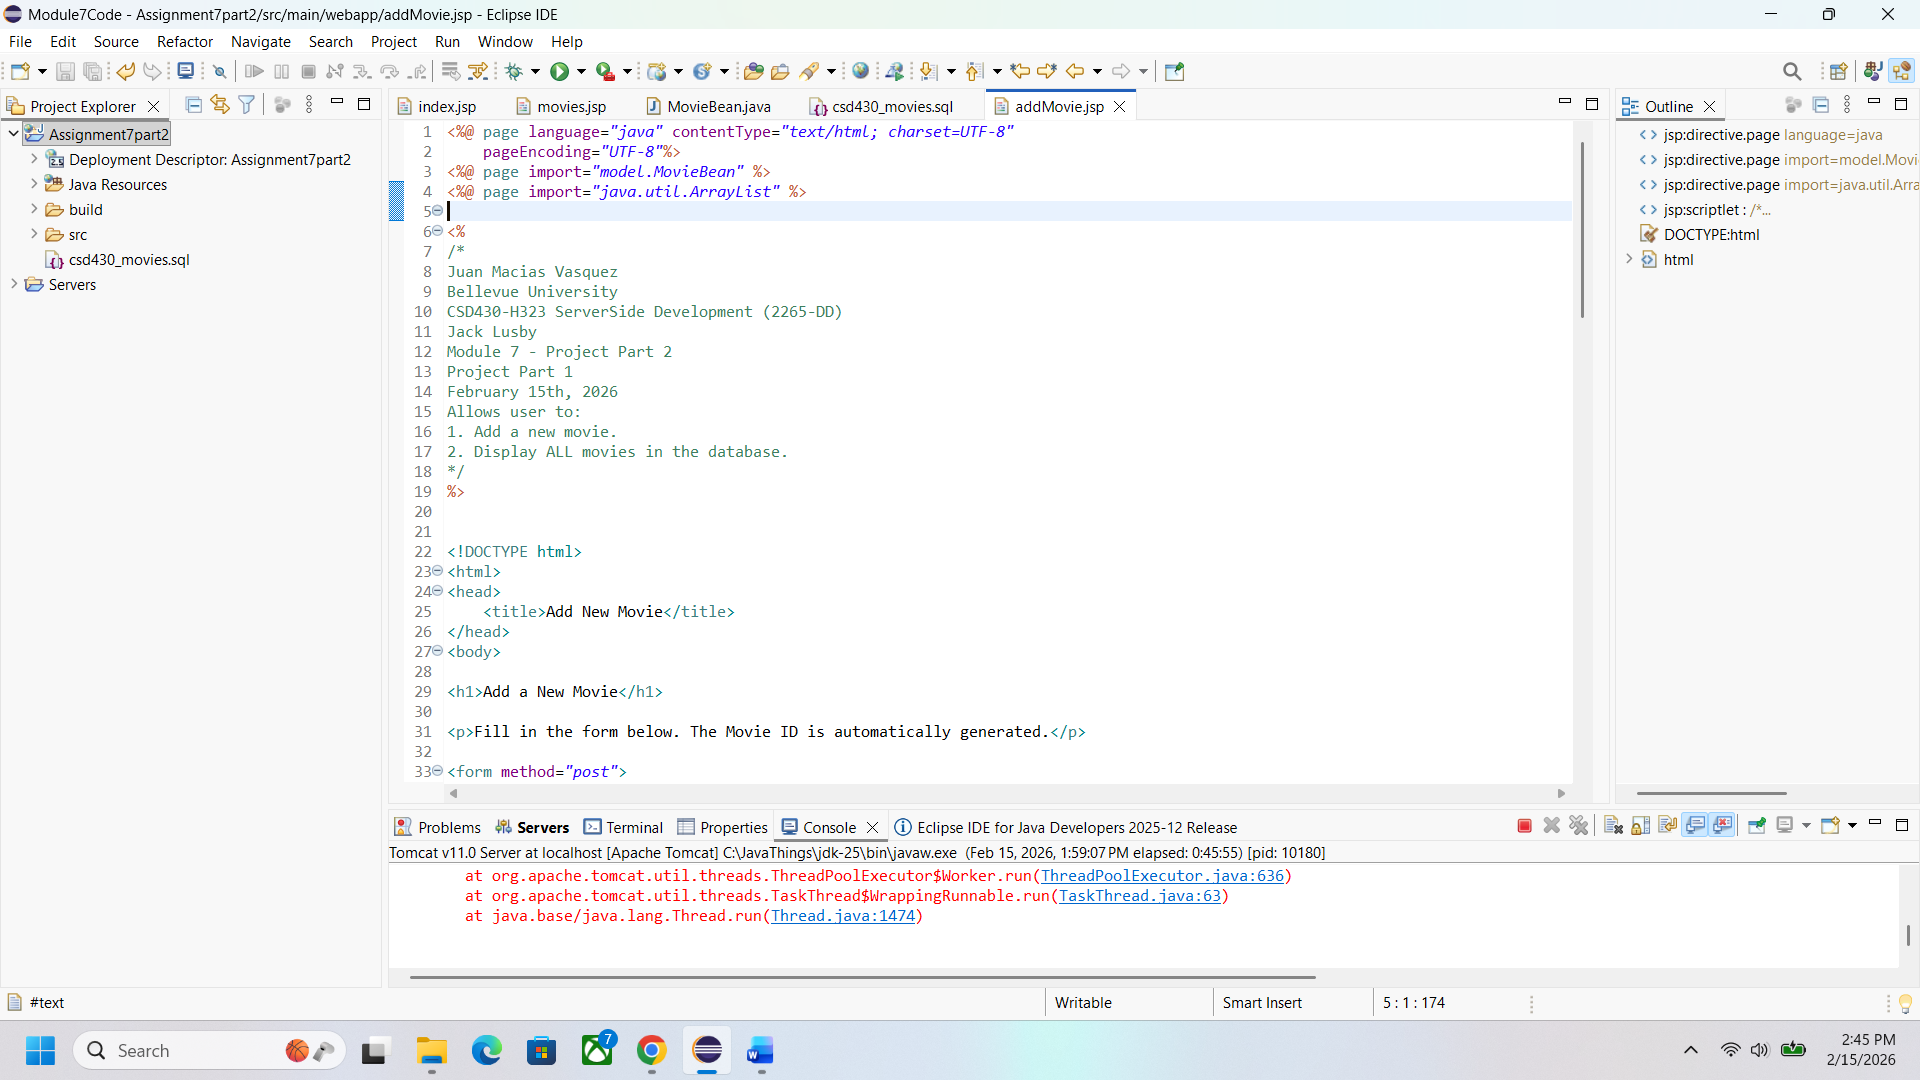 Module7Code - Assignment7part2/src/main/webapp/addMovie.jsp - Eclipse IDE
File Edit Source Refactor Navigate Search Project Run Window Help
Project Explorer
index.jsp movies.jsp MovieBean.java csd430_movies.sql addMovie.jsp
Outline
Assignment7part2
Deployment Descriptor: Assignment7part2
Java Resources
build
src
csd430_movies.sql
Servers
1 <%@ page language="java" contentType="text/html; charset=UTF-8"
2 pageEncoding="UTF-8"%>
3 <%@ page import="model.MovieBean" %>
4 <%@ page import="java.util.ArrayList" %>
5
6 <%
7 /*
8 Juan Macias Vasquez
9 Bellevue University
10 CSD430-H323 ServerSide Development (2265-DD)
11 Jack Lusby
12 Module 7 - Project Part 2
13 Project Part 1
14 February 15th, 2026
15 Allows user to:
16 1. Add a new movie.
17 2. Display ALL movies in the database.
18 */
19 %>
20
21
22 <!DOCTYPE html>
23 <html>
24 <head>
25 <title>Add New Movie</title>
26 </head>
27 <body>
28
29 <h1>Add a New Movie</h1>
30
31 <p>Fill in the form below. The Movie ID is automatically generated.</p>
32
33 <form method="post">
jsp:directive.page language=java
jsp:directive.page import=model.Movi
jsp:directive.page import=java.util.Arra
jsp:scriptlet : /*...
DOCTYPE:html
html
Problems Servers Terminal Properties Console Eclipse IDE for Java Developers 2025-12 Release
Tomcat v11.0 Server at localhost [Apache Tomcat] C:\JavaThings\jdk-25\bin\javaw.exe (Feb 15, 2026, 1:59:07 PM elapsed: 0:45:55) [pid: 10180]
at org.apache.tomcat.util.threads.ThreadPoolExecutor$Worker.run(ThreadPoolExecutor.java:636)
at org.apache.tomcat.util.threads.TaskThread$WrappingRunnable.run(TaskThread.java:63)
at java.base/java.lang.Thread.run(Thread.java:1474)
#text
Writable
Smart Insert
5 : 1 : 174
Search
7
2:45 PM
2/15/2026